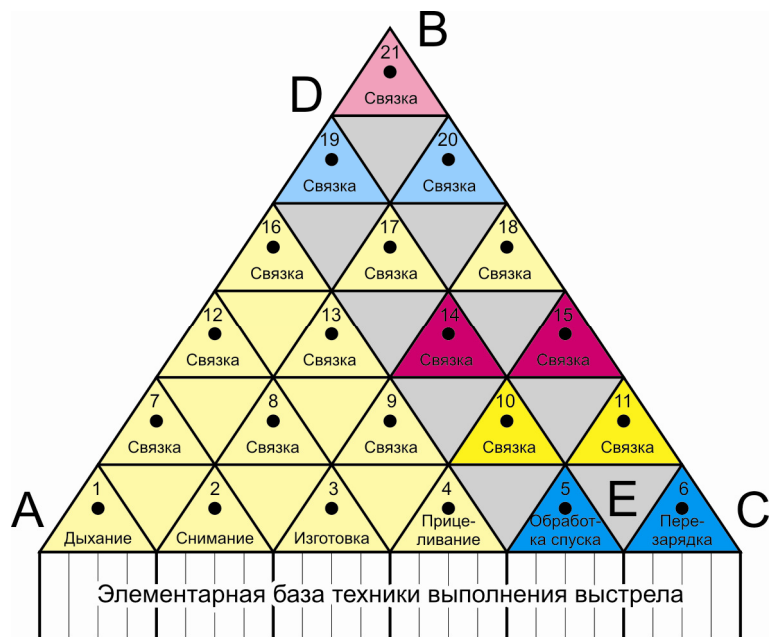 B
21
Связка
D
19
20
Связка
Связка
16
17
18
Связка
Связка
Связка
12
13
14
15
Связка
Связка
Связка
Связка
7
8
9
10
11
Связка
Связка
Связка
Связка
Связка
A
1
2
3
4
5
E
6
C
Дыхание
Снимание
Изготовка
Прице-
ливание
Обработ-
ка спуска
Пере-
зарядка
Элементарная база техники выполнения выстрела